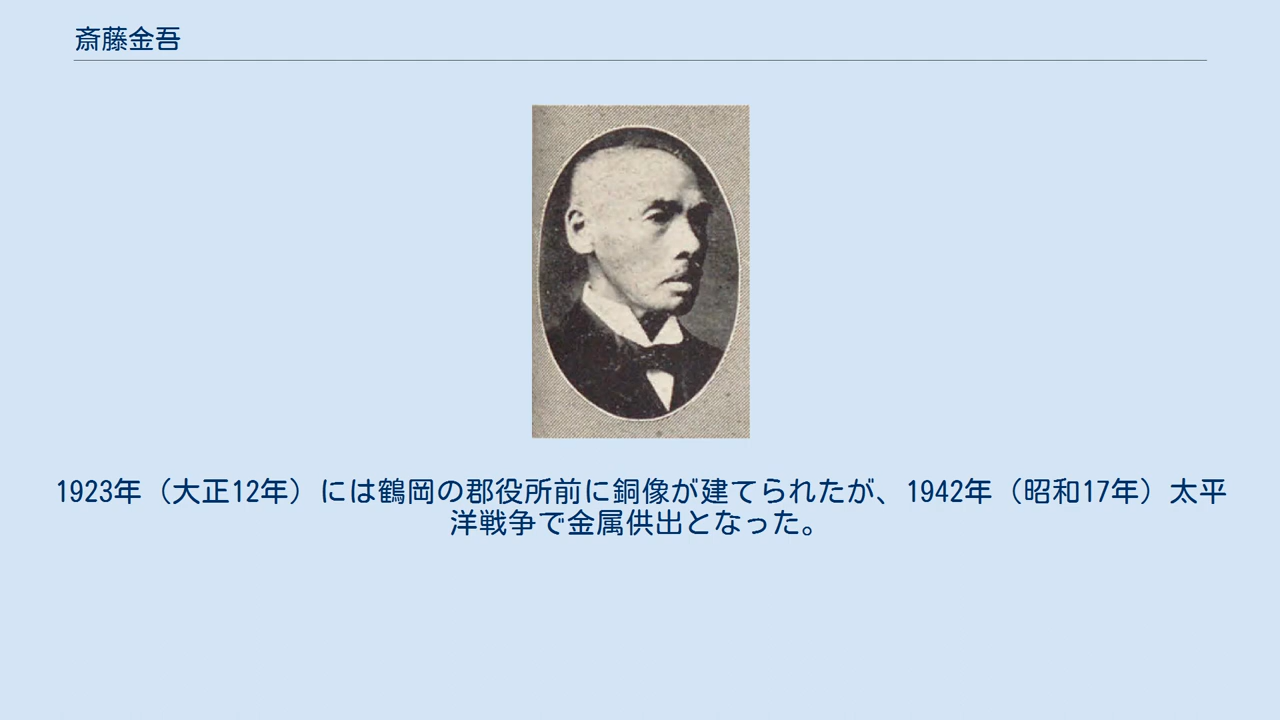 斎藤金吾
1923年（大正12年）には鶴岡の郡役所前に銅像が建てられたが、1942年（昭和17年）太平
洋戦争で金属供出となった。